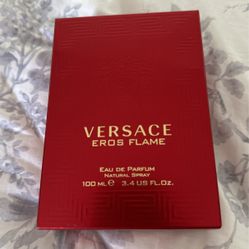 VERSACE
EROS FLAME
EAU DE PARFUM
NATURAL SPRAY
100 ML ℮ 3.4 US FL.OZ.